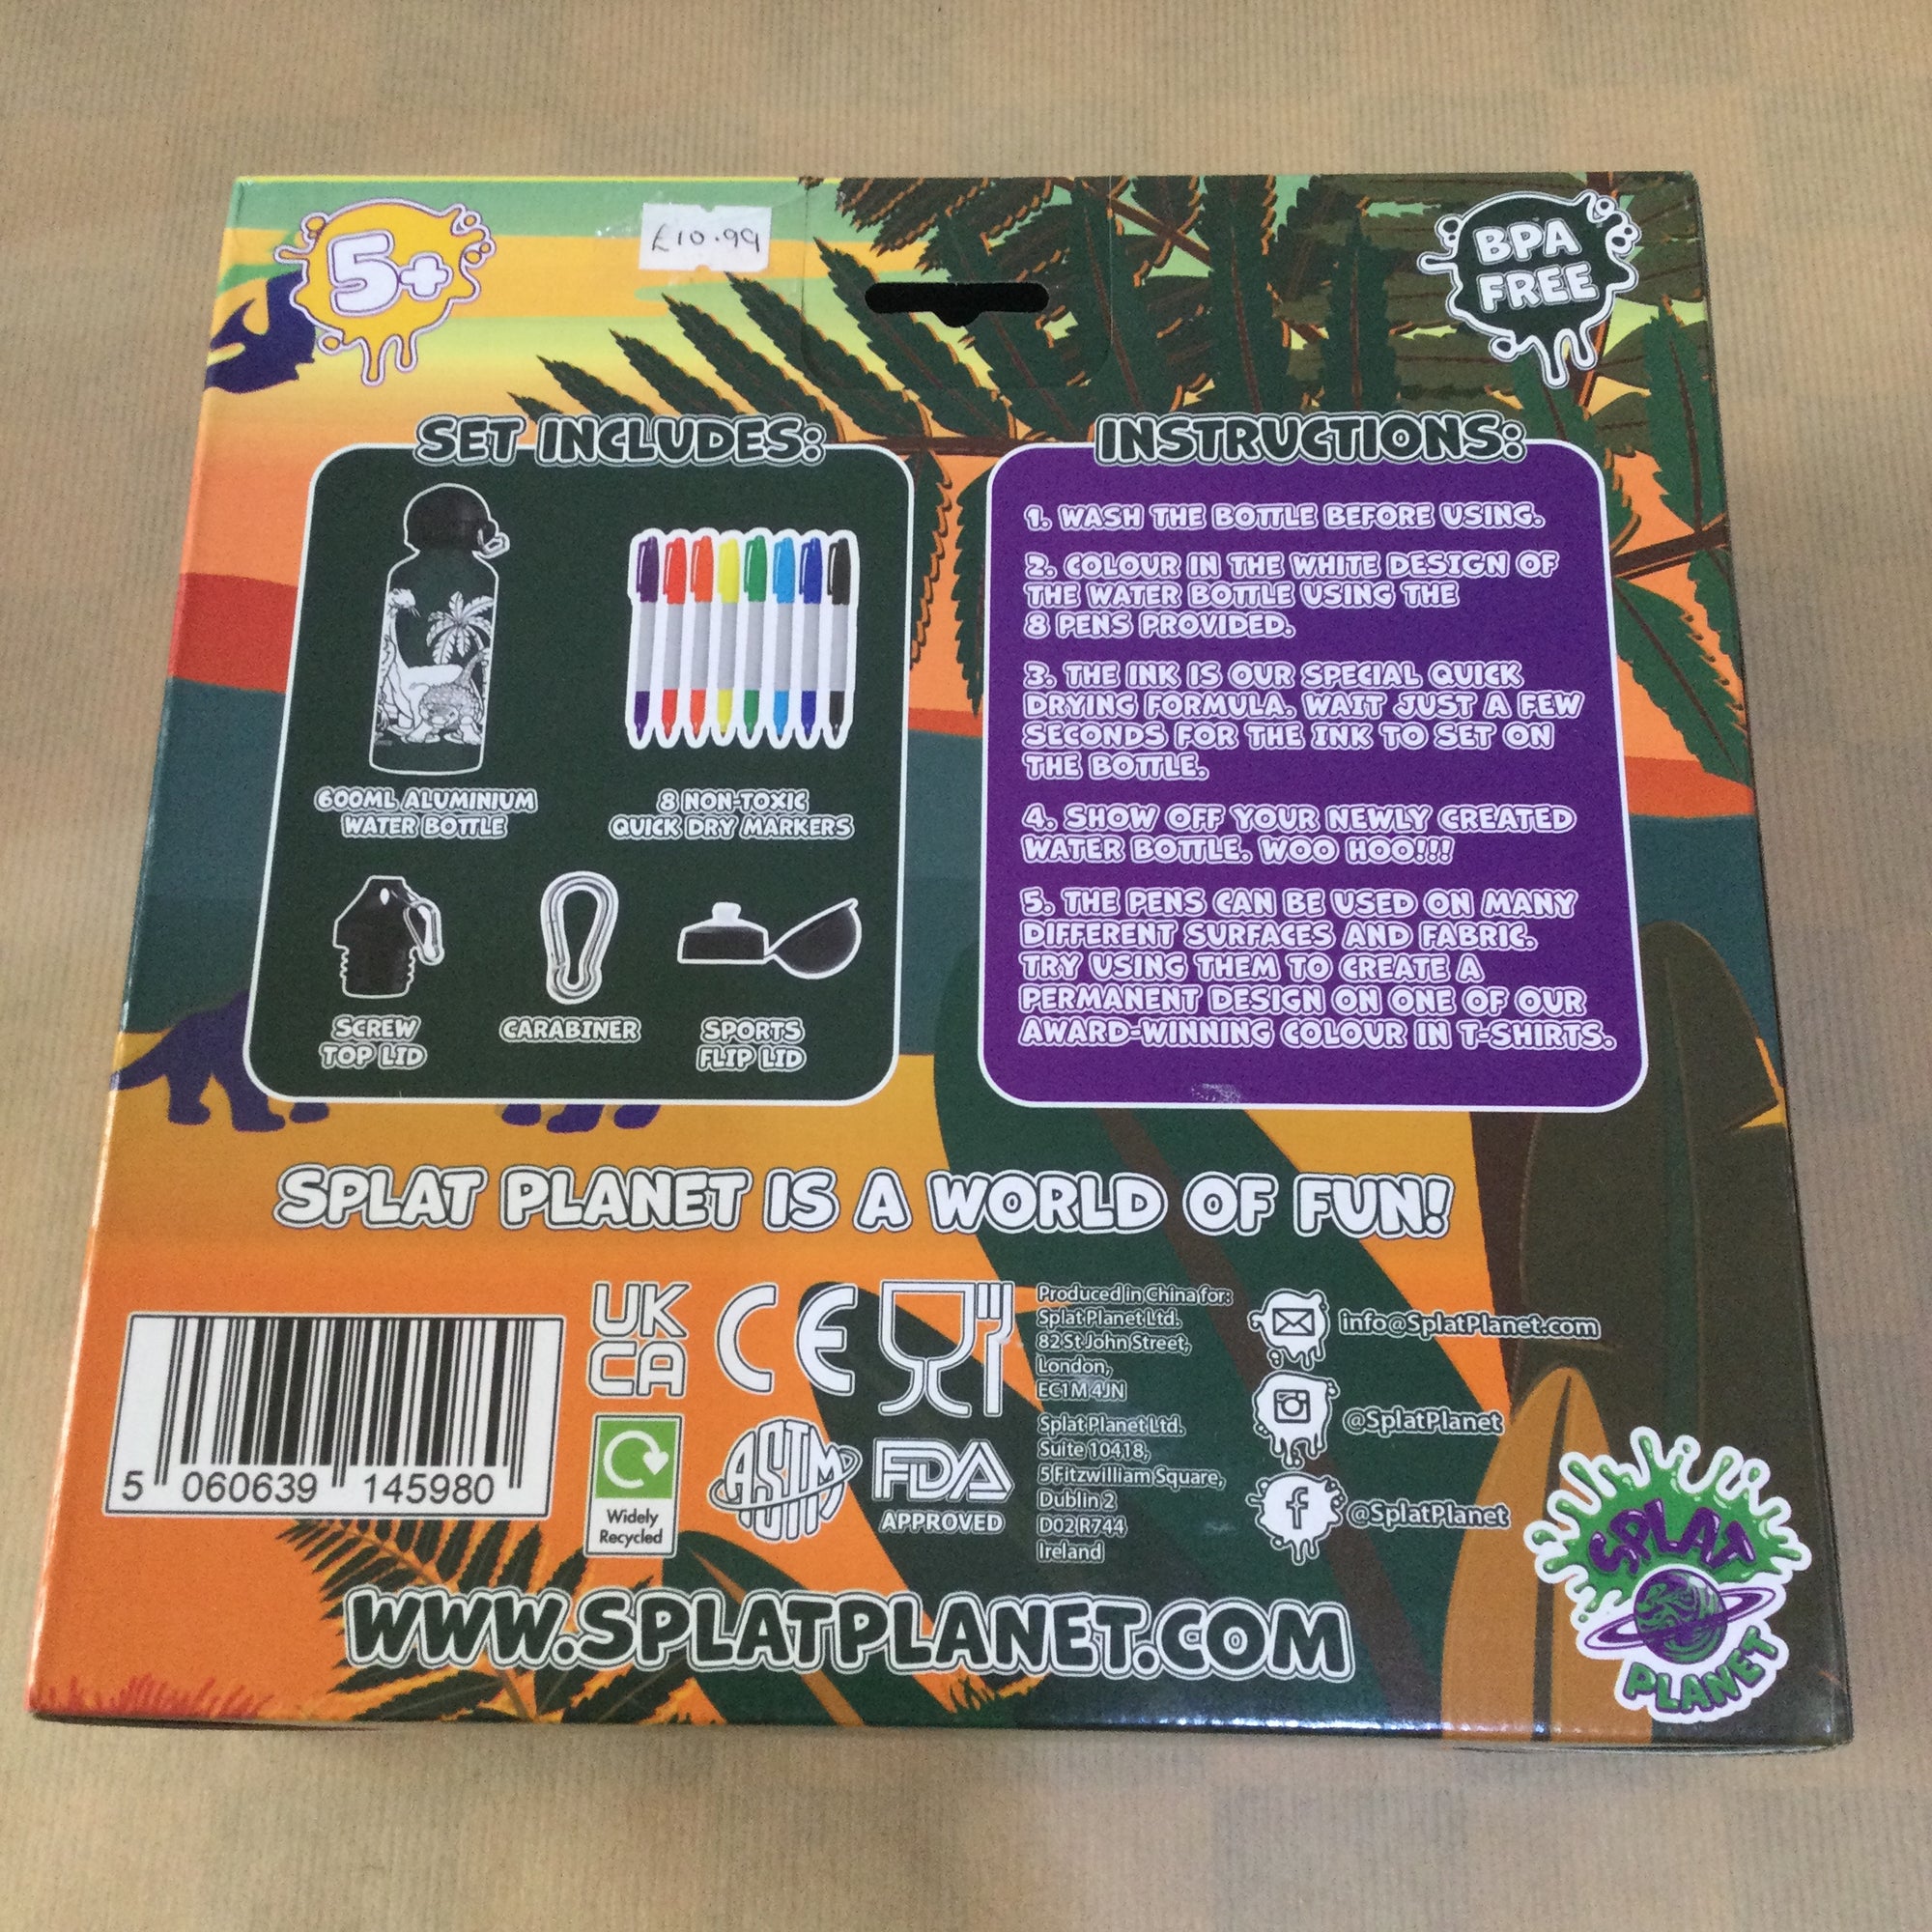 5+
£10.99
BPA
FREE
SET INCLUDES:
600ML ALUMINIUM
WATER BOTTLE
8 NON-TOXIC
QUICK DRY MARKERS
SCREW
TOP LID
CARABINER
SPORTS
FLIP LID
INSTRUCTIONS:
1. WASH THE BOTTLE BEFORE USING.
2. COLOUR IN THE WHITE DESIGN OF
THE WATER BOTTLE USING THE
8 PENS PROVIDED.
3. THE INK IS OUR SPECIAL QUICK
DRYING FORMULA. WAIT JUST A FEW
SECONDS FOR THE INK TO SET ON
THE BOTTLE.
4. SHOW OFF YOUR NEWLY CREATED
WATER BOTTLE. WOO HOO!!!
5. THE PENS CAN BE USED ON MANY
DIFFERENT SURFACES AND FABRIC.
TRY USING THEM TO CREATE A
PERMANENT DESIGN ON ONE OF OUR
AWARD-WINNING COLOUR IN T-SHIRTS.
SPLAT PLANET IS A WORLD OF FUN!
5 060639 145980
UK
CA
CE
Widely
Recycled
ASTM
FDA
APPROVED
Produced in China for:
Splat Planet Ltd.
82 St John Street,
London,
EC1M 4JN
Splat Planet Ltd.
Suite 10418,
5 Fitzwilliam Square,
Dublin 2
D02 R744
Ireland
info@SplatPlanet.com
@SplatPlanet
f @SplatPlanet
SPLAT
PLANET
WWW.SPLATPLANET.COM